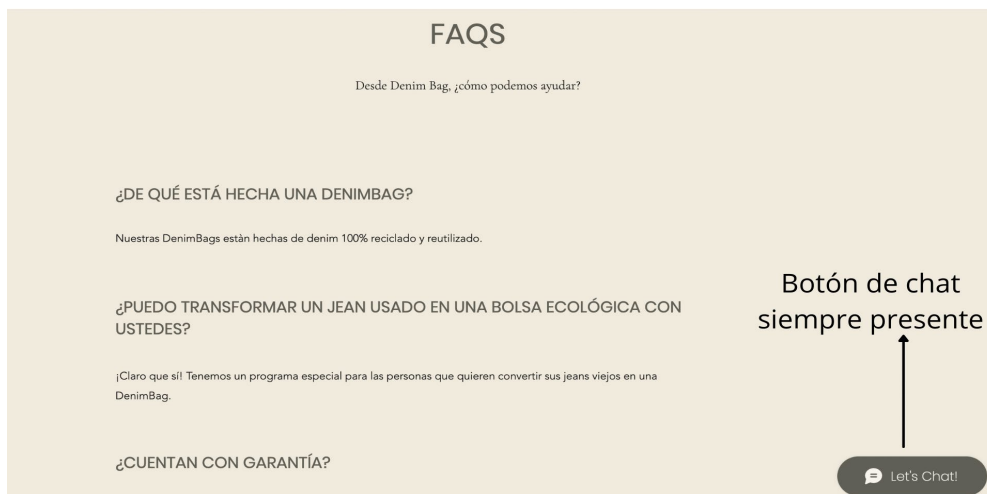 FAQS
Desde Denim Bag, ¿cómo podemos ayudar?
¿DE QUÉ ESTÁ HECHA UNA DENIMBAG?
Nuestras DenimBags estàn hechas de denim 100% reciclado y reutilizado.
¿PUEDO TRANSFORMAR UN JEAN USADO EN UNA BOLSA ECOLÓGICA CON
USTEDES?
¡Claro que sí! Tenemos un programa especial para las personas que quieren convertir sus jeans viejos en una
DenimBag.
¿CUENTAN CON GARANTÍA?
Botón de chat
siempre presente
Let's Chat!